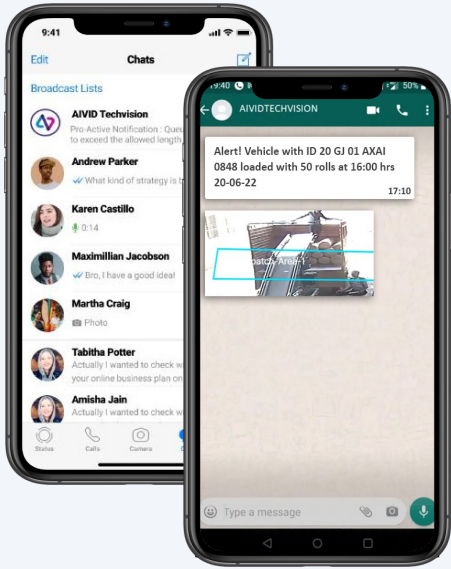 9:41
Edit
Chats
Broadcast Lists
AIVID Techvision
Pro-Active Notification : Queu
to exceed the allowed length
Andrew Parker
What kind of strategy is b
Karen Castillo
0:14
Maximillian Jacobson
Bro, I have a good idea!
Martha Craig
Photo
Tabitha Potter
Actually I wanted to check w
your online business plan on
Amisha Jain
Actually I wanted to check w
Status
Calls
Camera
19:40
50%
AIVIDTECHVISION
Alert! Vehicle with ID 20 GJ 01 AXAI
0848 loaded with 50 rolls at 16:00 hrs
20-06-22
17:10
patch-Area-1
Type a message